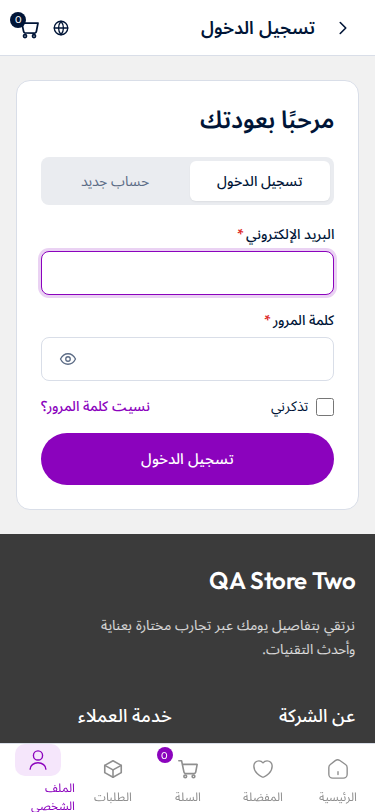 تسجيل الدخول
0
مرحبًا بعودتك
تسجيل الدخول
حساب جديد
البريد الإلكتروني *
كلمة المرور *
تذكرني
نسيت كلمة المرور؟
تسجيل الدخول
QA Store Two
نرتقي بتفاصيل يومك عبر تجارب مختارة بعناية
وأحدث التقنيات.
عن الشركة
خدمة العملاء
0
الرئيسية
المفضلة
السلة
الطلبات
الملف
الشخصي